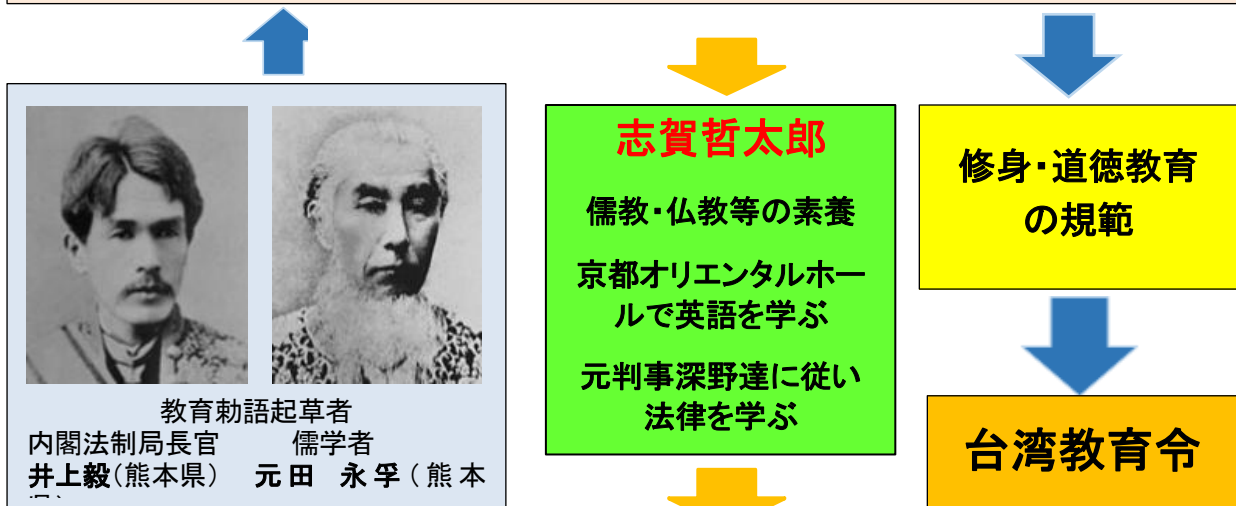 教育勅語起草者
内閣法制局長官 儒学者
井上毅(熊本県) 元田 永孚(熊本
志賀哲太郎
儒教・仏教等の素養
京都オリエンタルホー
ルで英語を学ぶ
元判事深野達に従い
法律を学ぶ
修身・道徳教育
の規範
台湾教育令